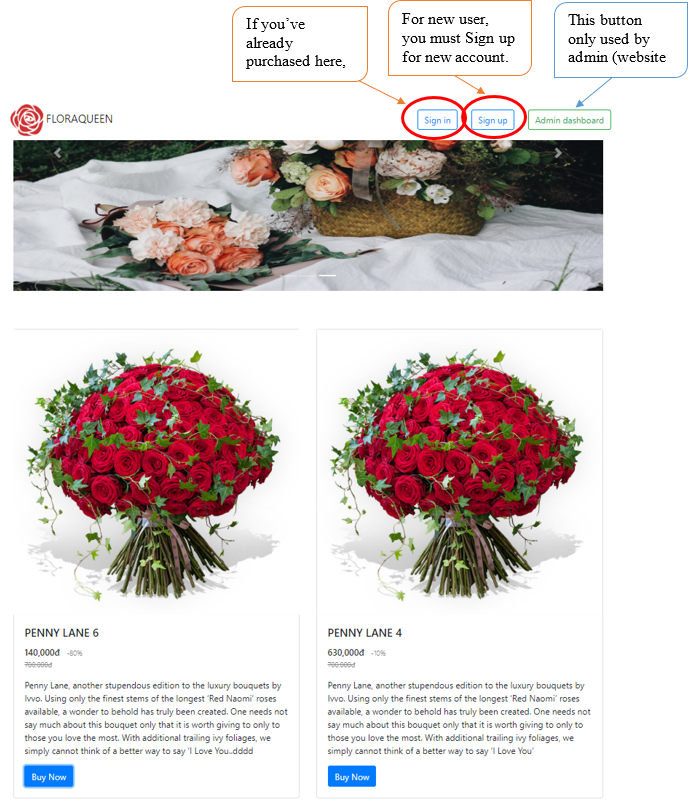 If you've
already
purchased here,
For new user,
you must Sign up
for new account.
This button
only used by
admin (website
FLORAQUEEN
Sign in
Sign up
Admin dashboard
PENNY LANE 6
140,000đ -80%
700,000đ
Penny Lane, another stupendous edition to the luxury bouquets by
Ivvo. Using only the finest stems of the longest 'Red Naomi' roses
available, a wonder to behold has truly been created. One needs not
say much about this bouquet only that it is worth giving to only to
those you love the most. With additional trailing ivy foliages, we
simply cannot think of a better way to say 'I Love You..dddd
Buy Now
PENNY LANE 4
630,000đ -10%
700,000đ
Penny Lane, another stupendous edition to the luxury bouquets by
Ivvo. Using only the finest stems of the longest 'Red Naomi' roses
available, a wonder to behold has truly been created. One needs not
say much about this bouquet only that it is worth giving to only to
those you love the most. With additional trailing ivy foliages, we
simply cannot think of a better way to say 'I Love You'
Buy Now